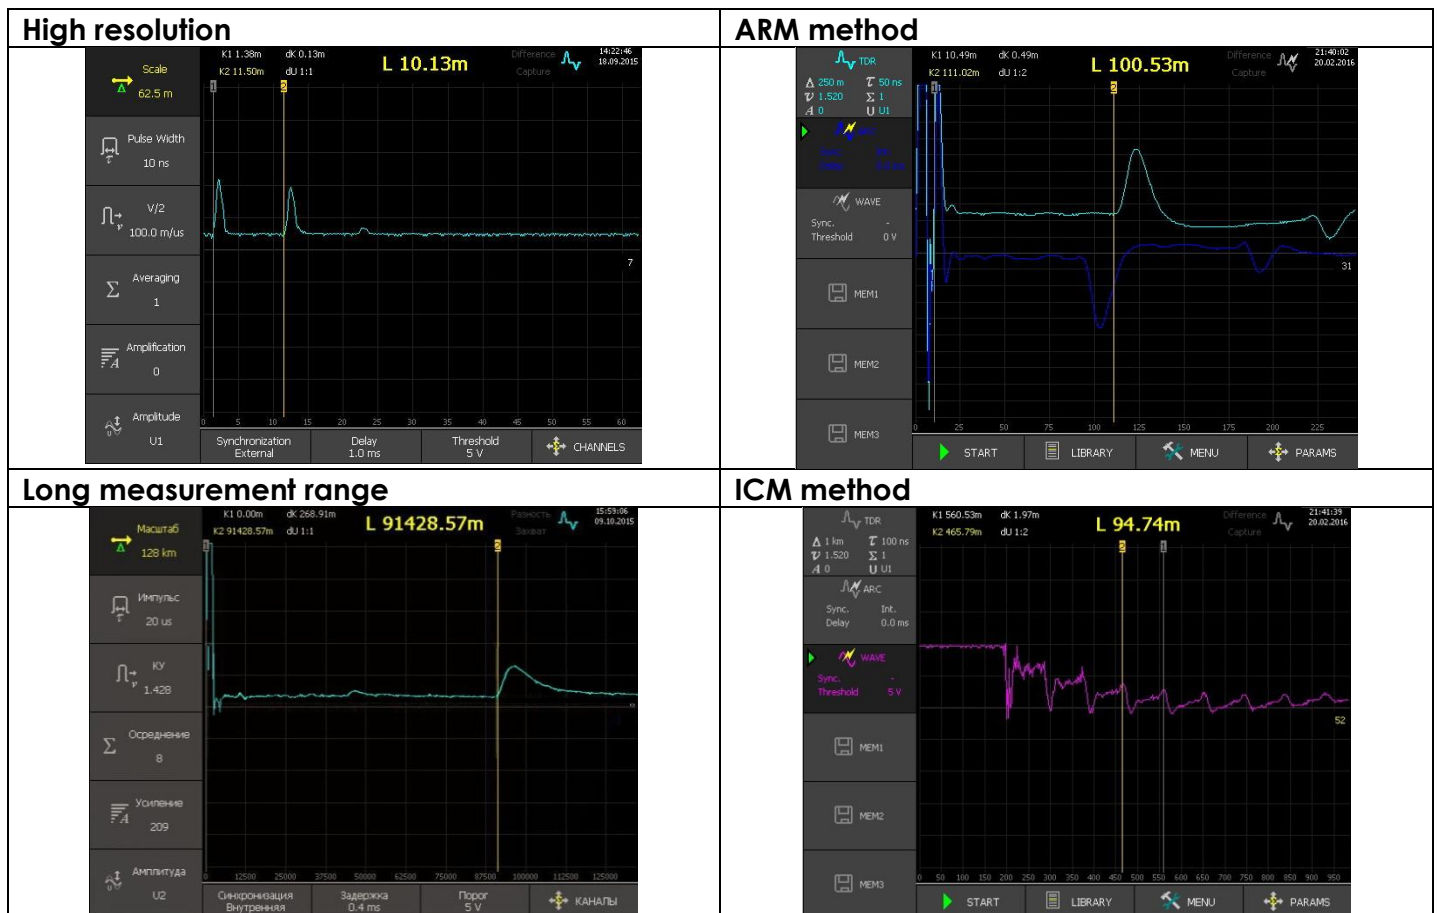 High resolution
K1 1.38m dK 0.13m
K2 11.50m dU 1:1
L 10.13m
Difference
Capture
14:22:46
18.09.2015
Scale
62.5 m
1
2
Pulse Width
10 ns
V/2
100.0 m/us
7
Averaging
1
Amplification
0
Amplitude
U1
0 5 10 15 20 25 30 35 40 45 50 55 60
Synchronization
External
Delay
1.0 ms
Threshold
5 V
CHANNELS
ARM method
TDR
K1 10.49m dK 0.49m
K2 111.02m dU 1:2
L 100.53m
Difference
Capture
21:40:02
20.02.2016
Δ 250 m τ 50 ns
v 1.520 Σ 1
A 0 U U1
1
2
WAVE
Sync. -
Threshold 0 V
31
MEM1
MEM2
MEM3
0 25 50 75 100 125 150 175 200 225
START
LIBRARY
MENU
PARAMS
Long measurement range
K1 0.00m dK 268.91m
K2 91428.57m dU 1:1
L 91428.57m
Разность
Захват
15:59:06
09.10.2015
Масштаб
128 km
1
2
Импульс
20 us
КУ
1.428
Осреднение
8
Усиление
209
Амплитуда
U2
0 12500 25000 37500 50000 62500 75000 87500 100000 112500 125000
Синхронизация
Внутренняя
Задержка
0.4 ms
Порог
5 V
КАНАЛЫ
ICM method
TDR
K1 560.53m dK 1.97m
K2 465.79m dU 1:2
L 94.74m
Difference
Capture
21:41:39
20.02.2016
Δ 1 km τ 100 ns
v 1.520 Σ 1
A 0 U U1
2
1
ARC
Sync. Int.
Delay 0.0 ms
WAVE
Sync. -
Threshold 5 V
52
MEM1
MEM2
MEM3
0 50 100 150 200 250 300 350 400 450 500 550 600 650 700 750 800 850 900 950
START
LIBRARY
MENU
PARAMS